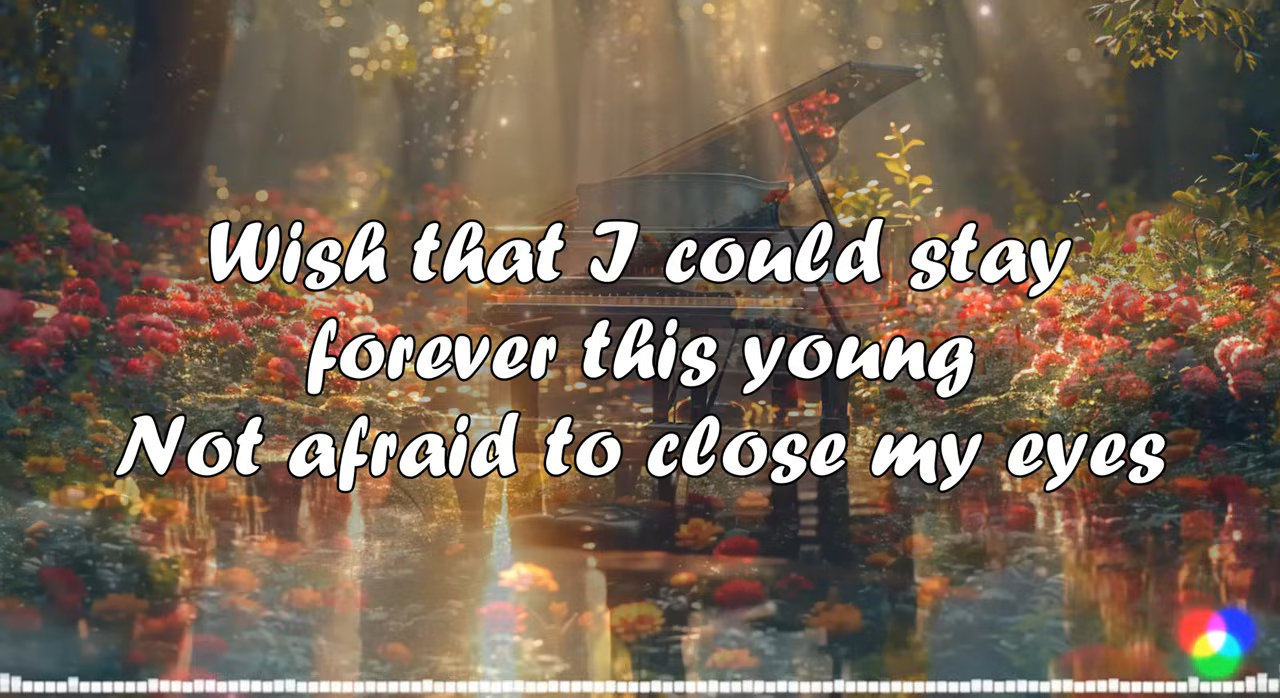 Wish that I could stay
forever this young
Not afraid to close my eyes